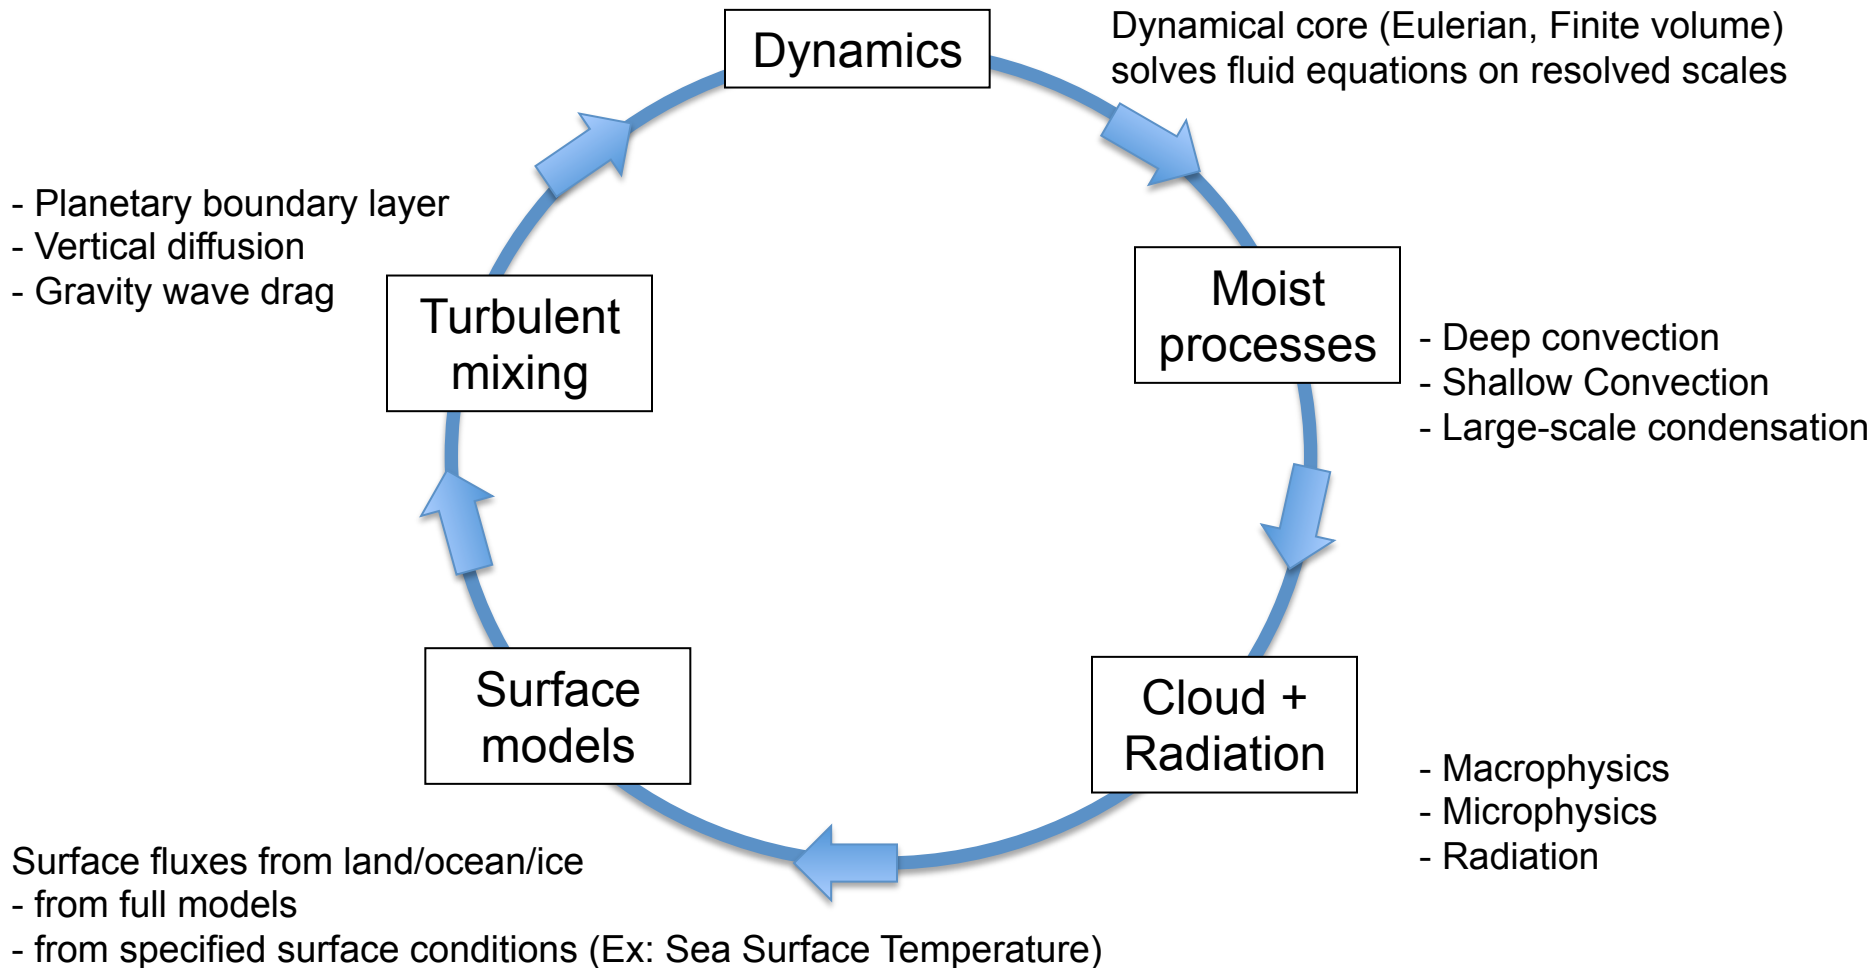 Dynamics
Dynamical core (Eulerian, Finite volume)
solves fluid equations on resolved scales
Moist
processes
- Deep convection
- Shallow Convection
- Large-scale condensation
Cloud +
Radiation
- Macrophysics
- Microphysics
- Radiation
Surface
models
Surface fluxes from land/ocean/ice
- from full models
- from specified surface conditions (Ex: Sea Surface Temperature)
Turbulent
mixing
- Planetary boundary layer
- Vertical diffusion
- Gravity wave drag